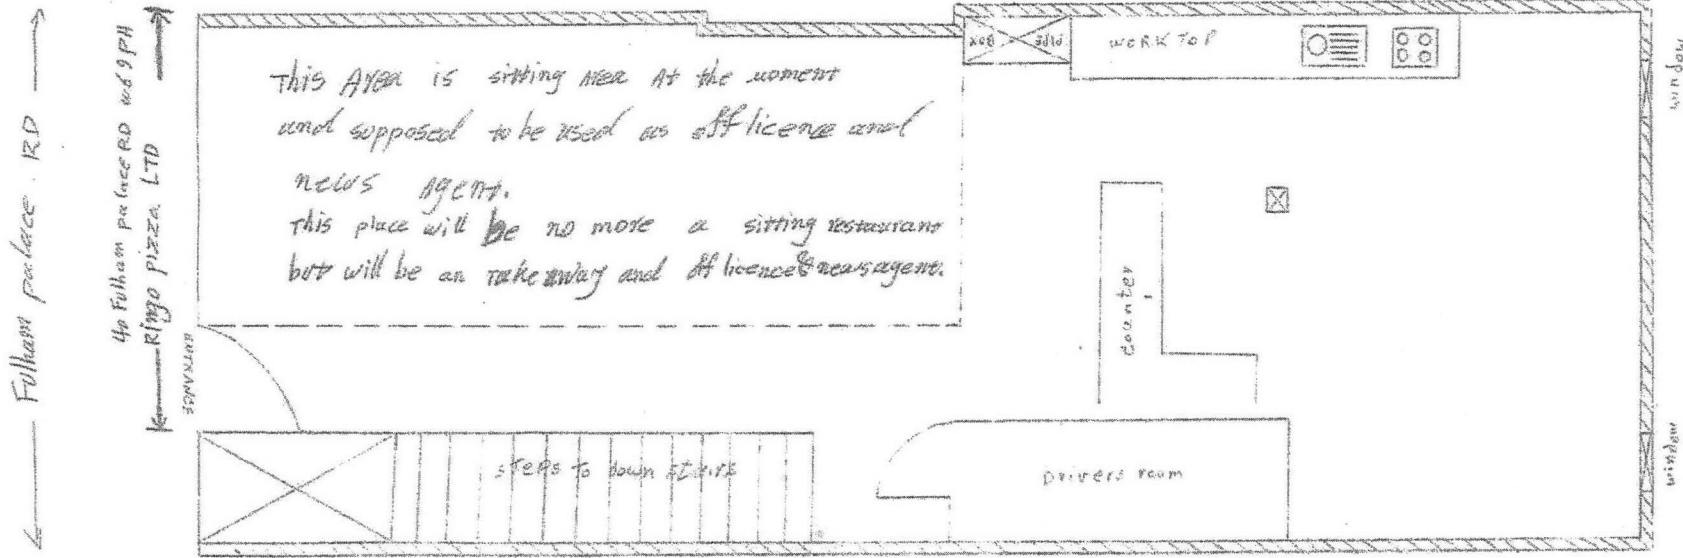 Fulham palace. RD
40 Fulham palace RD w6 9PH
Ringo pizza LTD
ENTRANCE
This Area is sitting Area At the moment
and supposed to be used as off licence and
news Agent.
This place will be no more a sitting restaurant
but will be an take away and off licence & newsagent.
PIPE BOX
WORK TOP
window
counter
steps to down stairs
Drivers room
window